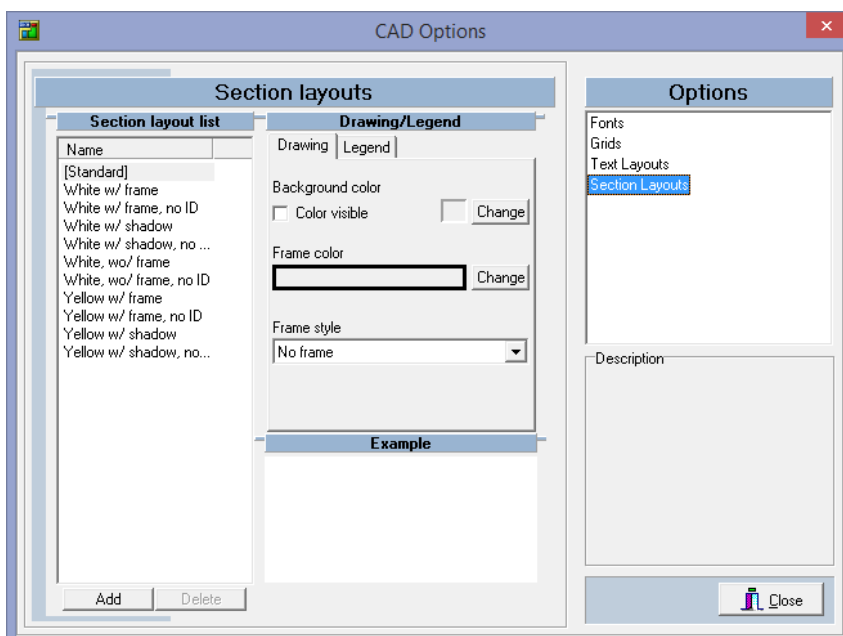 CAD Options
Section layouts
Section layout list
Name
[Standard]
White w/ frame
White w/ frame, no ID
White w/ shadow
White w/ shadow, no ...
White, wo/ frame
White, wo/ frame, no ID
Yellow w/ frame
Yellow w/ frame, no ID
Yellow w/ shadow
Yellow w/ shadow, no...
Add Delete
Drawing/Legend
Drawing Legend
Background color
Color visible Change
Frame color
Change
Frame style
No frame
Example
Options
Fonts
Grids
Text Layouts
Section Layouts
Description
Close